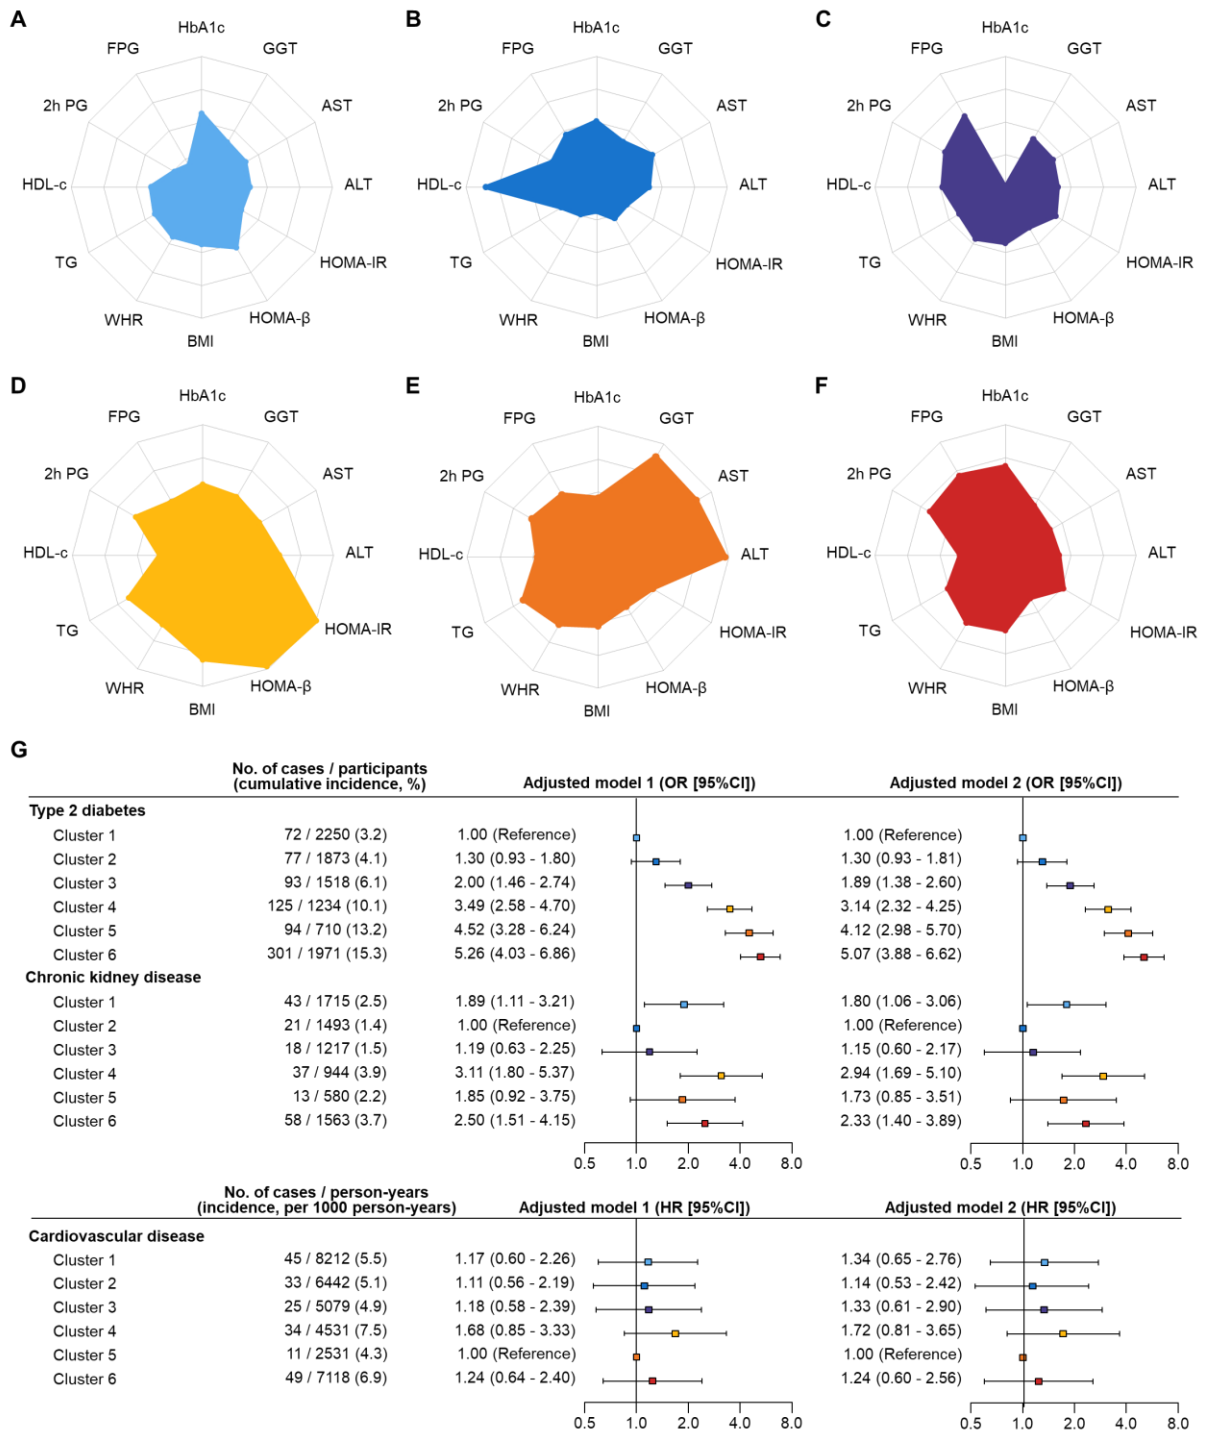 A
HbA1c
FPG
GGT
2h PG
AST
HDL-c
ALT
TG
HOMA-IR
WHR
HOMA-β
BMI
B
HbA1c
FPG
GGT
2h PG
AST
HDL-c
ALT
TG
HOMA-IR
WHR
HOMA-β
BMI
C
HbA1c
FPG
GGT
2h PG
AST
HDL-c
ALT
TG
HOMA-IR
WHR
HOMA-β
BMI
D
HbA1c
FPG
GGT
2h PG
AST
HDL-c
ALT
TG
HOMA-IR
WHR
HOMA-β
BMI
E
HbA1c
FPG
GGT
2h PG
AST
HDL-c
ALT
TG
HOMA-IR
WHR
HOMA-β
BMI
F
HbA1c
FPG
GGT
2h PG
AST
HDL-c
ALT
TG
HOMA-IR
WHR
HOMA-β
BMI
G
No. of cases / participants
(cumulative incidence, %) Adjusted model 1 (OR [95%CI]) Adjusted model 2 (OR [95%CI])
Type 2 diabetes
Cluster 1 72 / 2250 (3.2) 1.00 (Reference) 1.00 (Reference)
Cluster 2 77 / 1873 (4.1) 1.30 (0.93 - 1.80) 1.30 (0.93 - 1.81)
Cluster 3 93 / 1518 (6.1) 2.00 (1.46 - 2.74) 1.89 (1.38 - 2.60)
Cluster 4 125 / 1234 (10.1) 3.49 (2.58 - 4.70) 3.14 (2.32 - 4.25)
Cluster 5 94 / 710 (13.2) 4.52 (3.28 - 6.24) 4.12 (2.98 - 5.70)
Cluster 6 301 / 1971 (15.3) 5.26 (4.03 - 6.86) 5.07 (3.88 - 6.62)
Chronic kidney disease
Cluster 1 43 / 1715 (2.5) 1.89 (1.11 - 3.21) 1.80 (1.06 - 3.06)
Cluster 2 21 / 1493 (1.4) 1.00 (Reference) 1.00 (Reference)
Cluster 3 18 / 1217 (1.5) 1.19 (0.63 - 2.25) 1.15 (0.60 - 2.17)
Cluster 4 37 / 944 (3.9) 3.11 (1.80 - 5.37) 2.94 (1.69 - 5.10)
Cluster 5 13 / 580 (2.2) 1.85 (0.92 - 3.75) 1.73 (0.85 - 3.51)
Cluster 6 58 / 1563 (3.7) 2.50 (1.51 - 4.15) 2.33 (1.40 - 3.89)
0.5 1.0 2.0 4.0 8.0 0.5 1.0 2.0 4.0 8.0
No. of cases / person-years
(incidence, per 1000 person-years) Adjusted model 1 (HR [95%CI]) Adjusted model 2 (HR [95%CI])
Cardiovascular disease
Cluster 1 45 / 8212 (5.5) 1.17 (0.60 - 2.26) 1.34 (0.65 - 2.76)
Cluster 2 33 / 6442 (5.1) 1.11 (0.56 - 2.19) 1.14 (0.53 - 2.42)
Cluster 3 25 / 5079 (4.9) 1.18 (0.58 - 2.39) 1.33 (0.61 - 2.90)
Cluster 4 34 / 4531 (7.5) 1.68 (0.85 - 3.33) 1.72 (0.81 - 3.65)
Cluster 5 11 / 2531 (4.3) 1.00 (Reference) 1.00 (Reference)
Cluster 6 49 / 7118 (6.9) 1.24 (0.64 - 2.40) 1.24 (0.60 - 2.56)
0.5 1.0 2.0 4.0 8.0 0.5 1.0 2.0 4.0 8.0